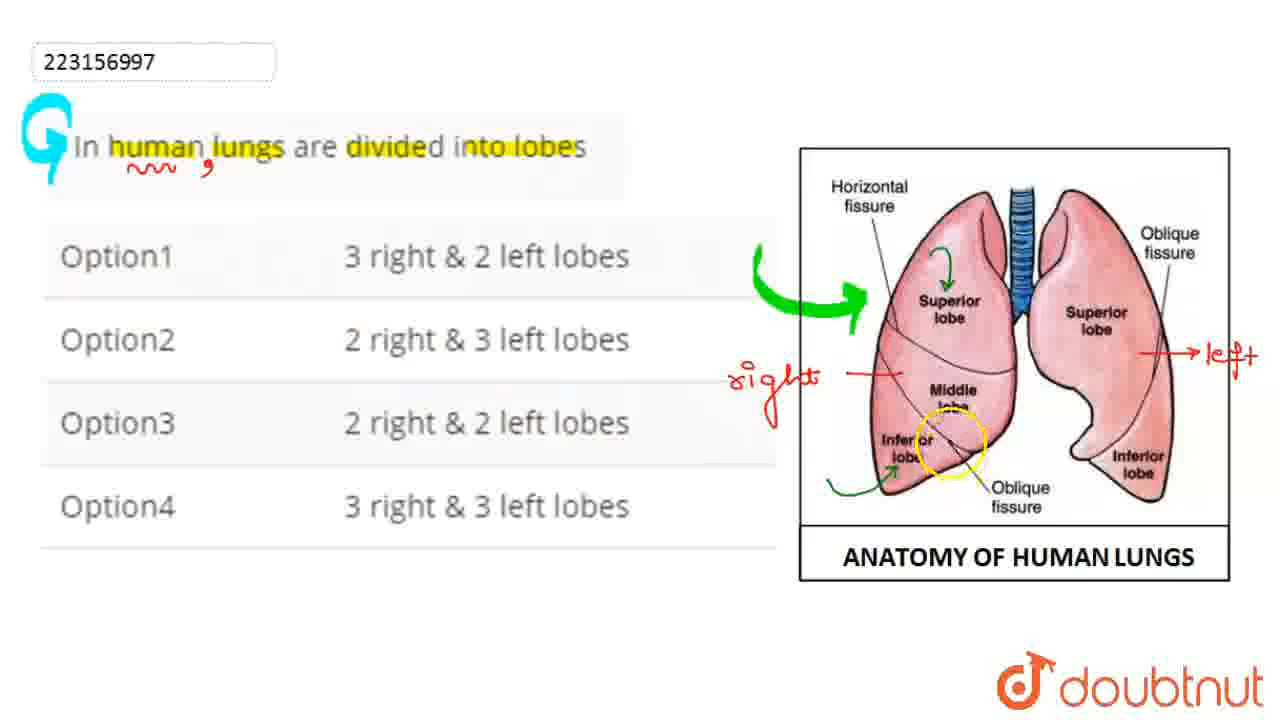 223156997
In human, lungs are divided into lobes
Option1 3 right & 2 left lobes
Option2 2 right & 3 left lobes
Option3 2 right & 2 left lobes
Option4 3 right & 3 left lobes
Horizontal
fissure
Oblique
fissure
Superior
lobe
Superior
lobe
right
left
Middle
lobe
Inferior
lobe
Inferior
lobe
Oblique
fissure
ANATOMY OF HUMAN LUNGS
doubtnut